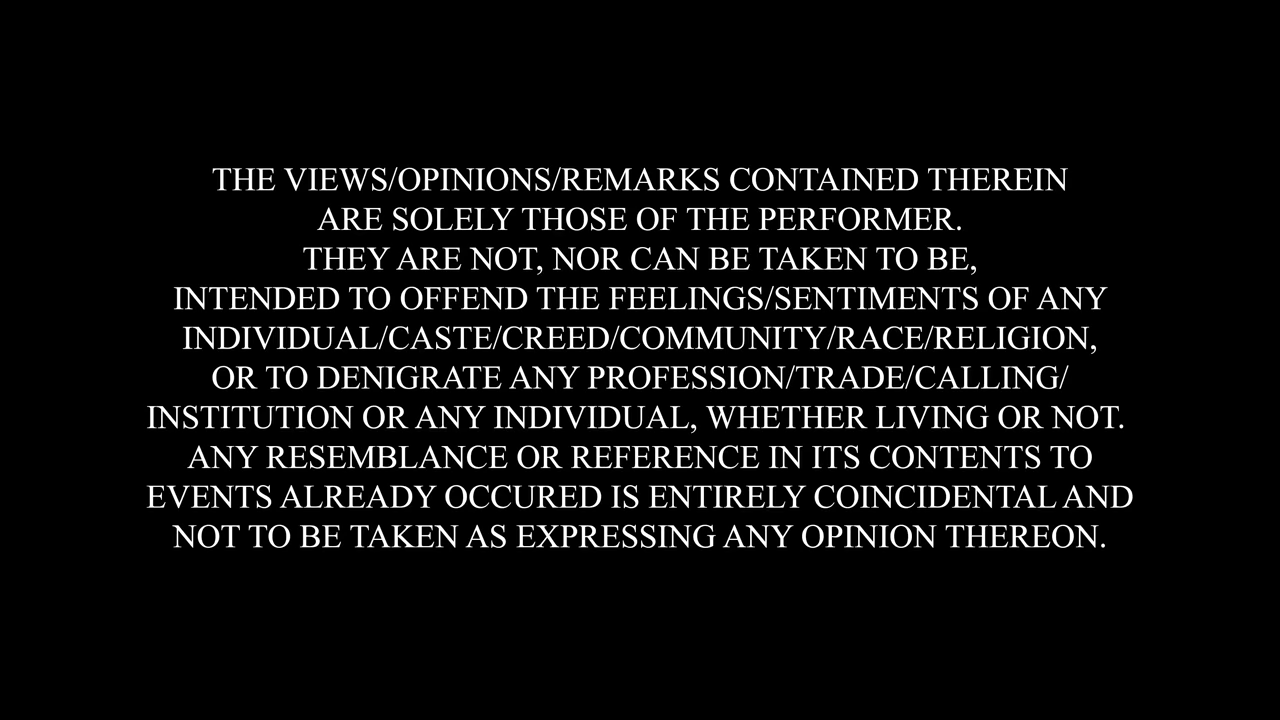 THE VIEWS/OPINIONS/REMARKS CONTAINED THEREIN
ARE SOLELY THOSE OF THE PERFORMER.
THEY ARE NOT, NOR CAN BE TAKEN TO BE,
INTENDED TO OFFEND THE FEELINGS/SENTIMENTS OF ANY
INDIVIDUAL/CASTE/CREED/COMMUNITY/RACE/RELIGION,
OR TO DENIGRATE ANY PROFESSION/TRADE/CALLING/
INSTITUTION OR ANY INDIVIDUAL, WHETHER LIVING OR NOT.
ANY RESEMBLANCE OR REFERENCE IN ITS CONTENTS TO
EVENTS ALREADY OCCURED IS ENTIRELY COINCIDENTAL AND
NOT TO BE TAKEN AS EXPRESSING ANY OPINION THEREON.